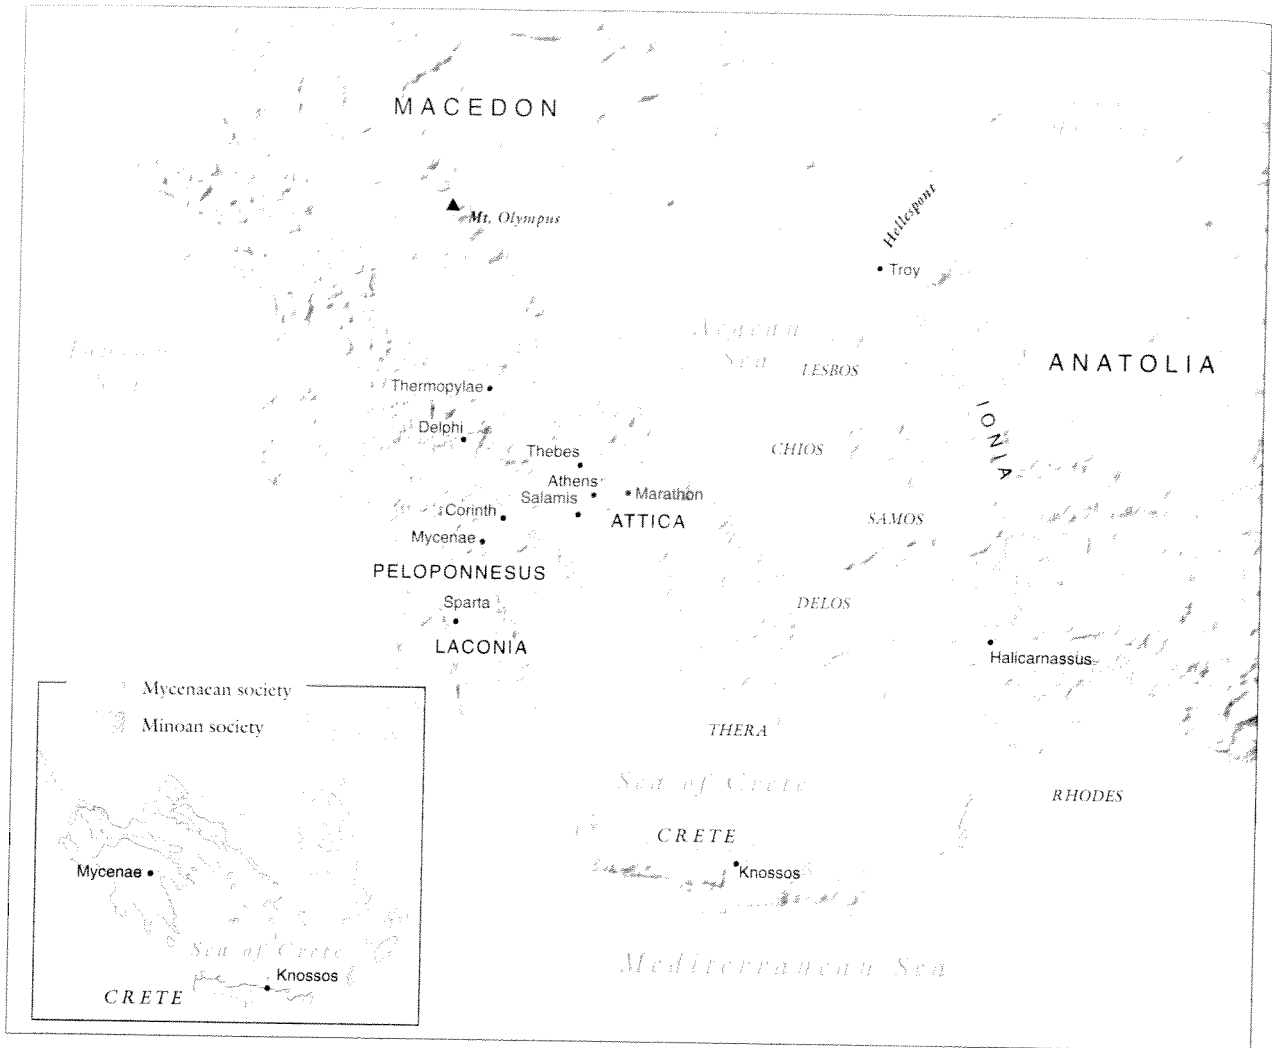 MACEDON
Mt. Olympus
Hellespont
Troy
Aegean
Sea
LESBOS
ANATOLIA
IONIA
Thermopylae
Delphi
CHIOS
Thebes
Athens
Marathon
Salamis
Corinth
ATTICA
SAMOS
Mycenae
PELOPONNESUS
DELOS
Sparta
LACONIA
Halicarnassus
THERA
Sea of Crete
RHODES
CRETE
Knossos
Mediterranean Sea
Mycenaean society
Minoan society
Mycenae
Sea of Crete
Knossos
CRETE